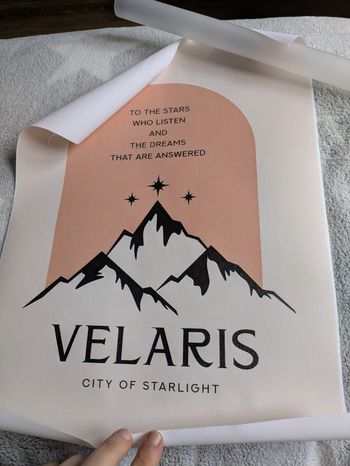 TO THE STARS
WHO LISTEN
AND
THE DREAMS
THAT ARE ANSWERED
VELARIS
CITY OF STARLIGHT